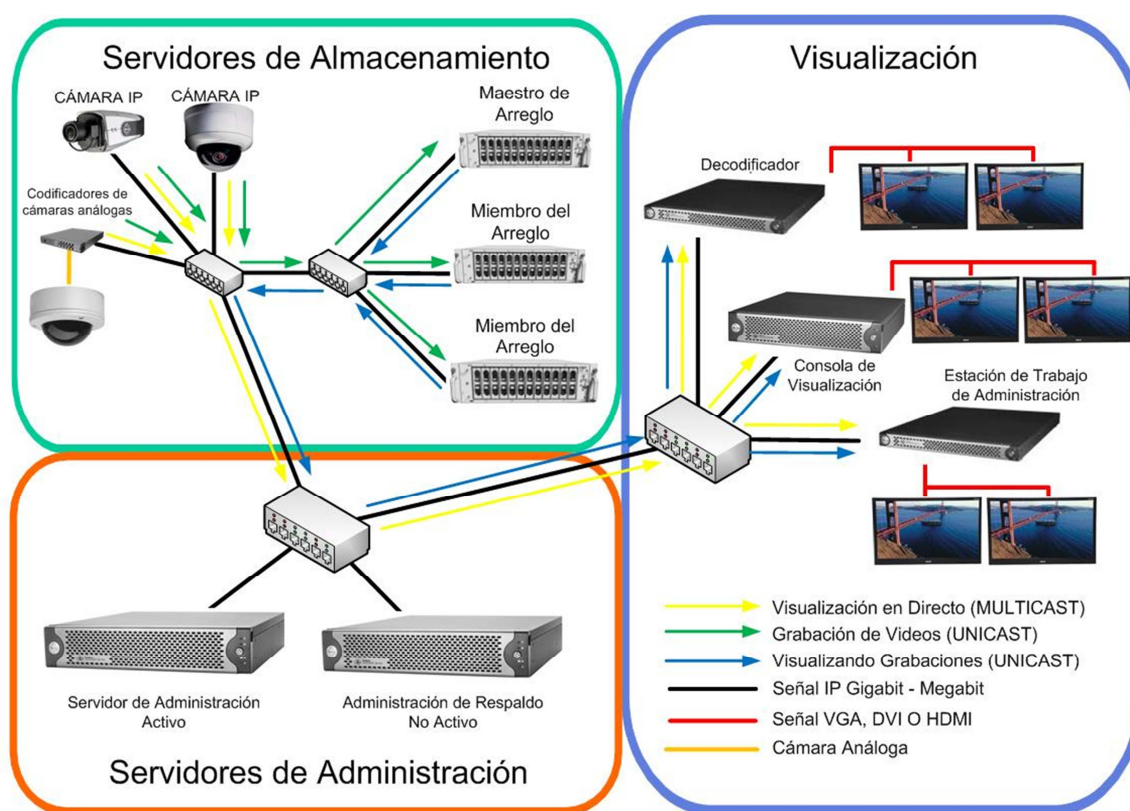 Servidores de Almacenamiento
CÁMARA IP
CÁMARA IP
Maestro de
Arreglo
Codificadores de
cámaras análogas
Miembro del
Arreglo
Miembro del
Arreglo
Visualización
Decodificador
Consola de
Visualización
Estación de Trabajo
de Administración
Visualización en Directo (MULTICAST)
Grabación de Videos (UNICAST)
Visualizando Grabaciones (UNICAST)
Señal IP Gigabit - Megabit
Señal VGA, DVI O HDMI
Cámara Análoga
Servidor de Administración
Activo
Administración de Respaldo
No Activo
Servidores de Administración